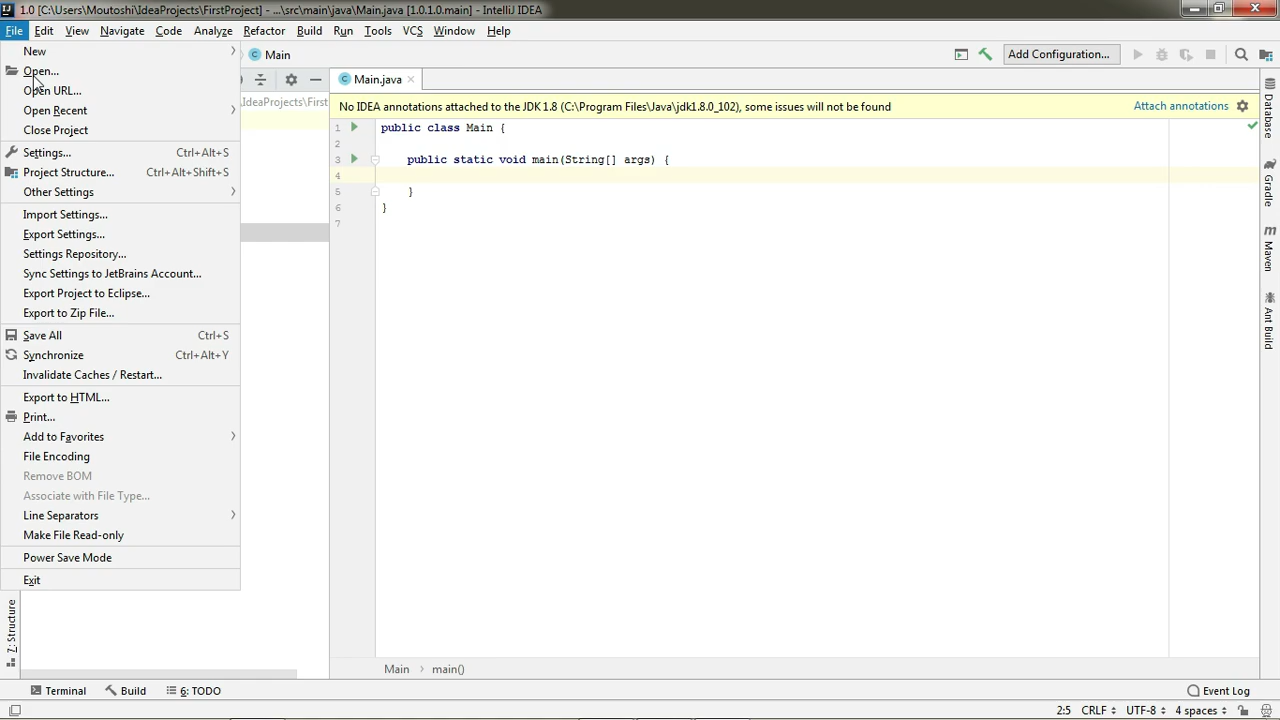 1.0 [C:\Users\Moutoshi\IdeaProjects\FirstProject] - ...\src\main\java\Main.java [1.0.1.0.main] - IntelliJ IDEA
File Edit View Navigate Code Analyze Refactor Build Run Tools VCS Window Help
New
Open...
Open URL...
Open Recent
Close Project
Settings... Ctrl+Alt+S
Project Structure... Ctrl+Alt+Shift+S
Other Settings
Import Settings...
Export Settings...
Settings Repository...
Sync Settings to JetBrains Account...
Export Project to Eclipse...
Export to Zip File...
Save All Ctrl+S
Synchronize Ctrl+Alt+Y
Invalidate Caches / Restart...
Export to HTML...
Print...
Add to Favorites
File Encoding
Remove BOM
Associate with File Type...
Line Separators
Make File Read-only
Power Save Mode
Exit
Main
Add Configuration...
Main.java
\IdeaProjects\First
No IDEA annotations attached to the JDK 1.8 (C:\Program Files\Java\jdk1.8.0_102), some issues will not be found Attach annotations
1 public class Main {
2
3 public static void main(String[] args) {
4
5 }
6 }
7
Database
Gradle
m
Maven
Ant Build
Z: Structure
Main › main()
Terminal Build 6: TODO Event Log
2:5 CRLF UTF-8 4 spaces